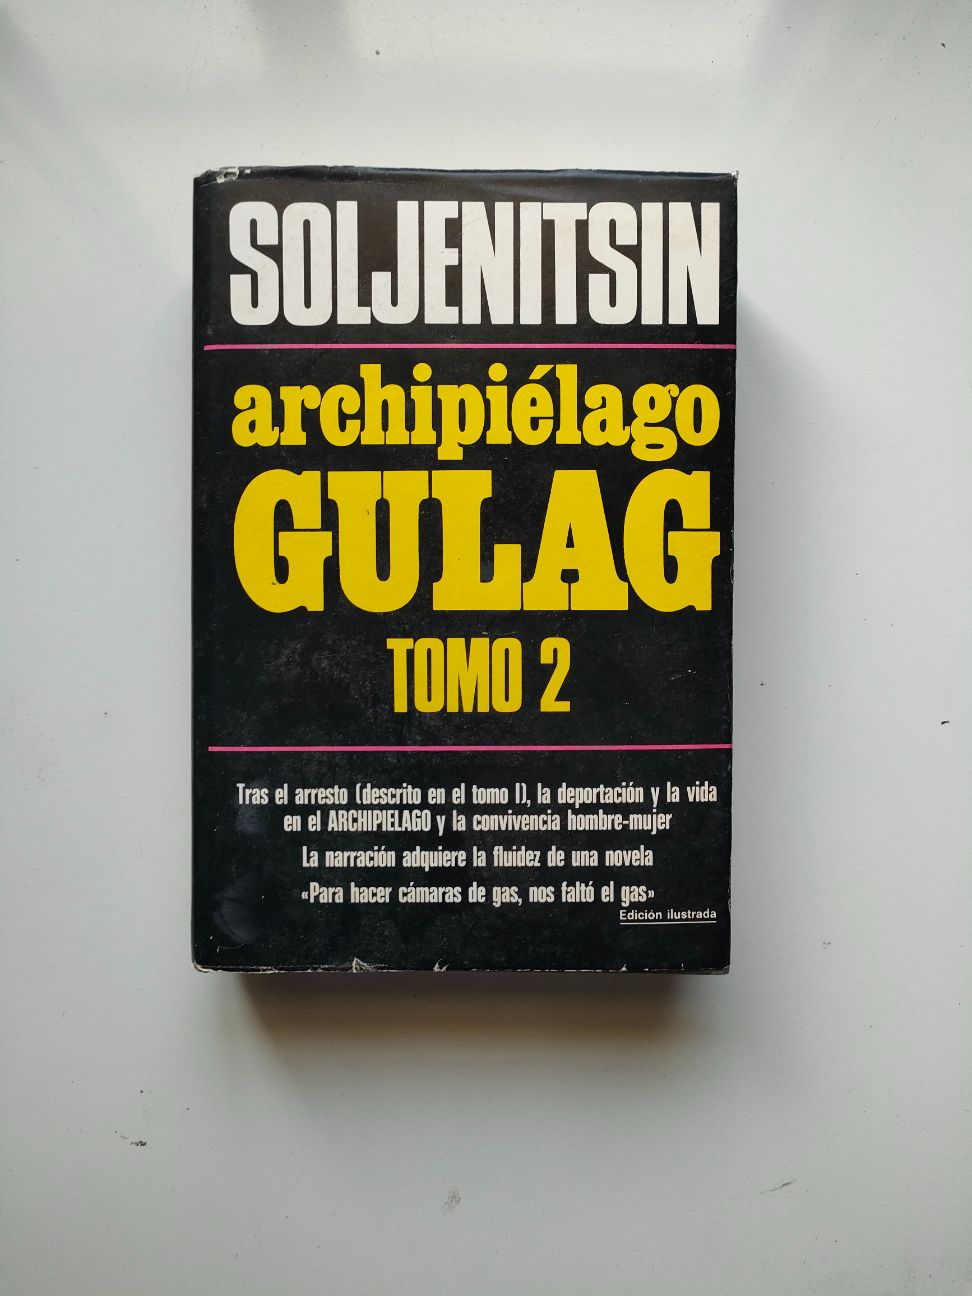 SOLJENITSIN
archipiélago
GULAG
TOMO 2
Tras el arresto (descrito en el tomo I), la deportación y la vida
en el ARCHIPIELAGO y la convivencia hombre-mujer
La narración adquiere la fluidez de una novela
«Para hacer cámaras de gas, nos faltó el gas»
Edición ilustrada